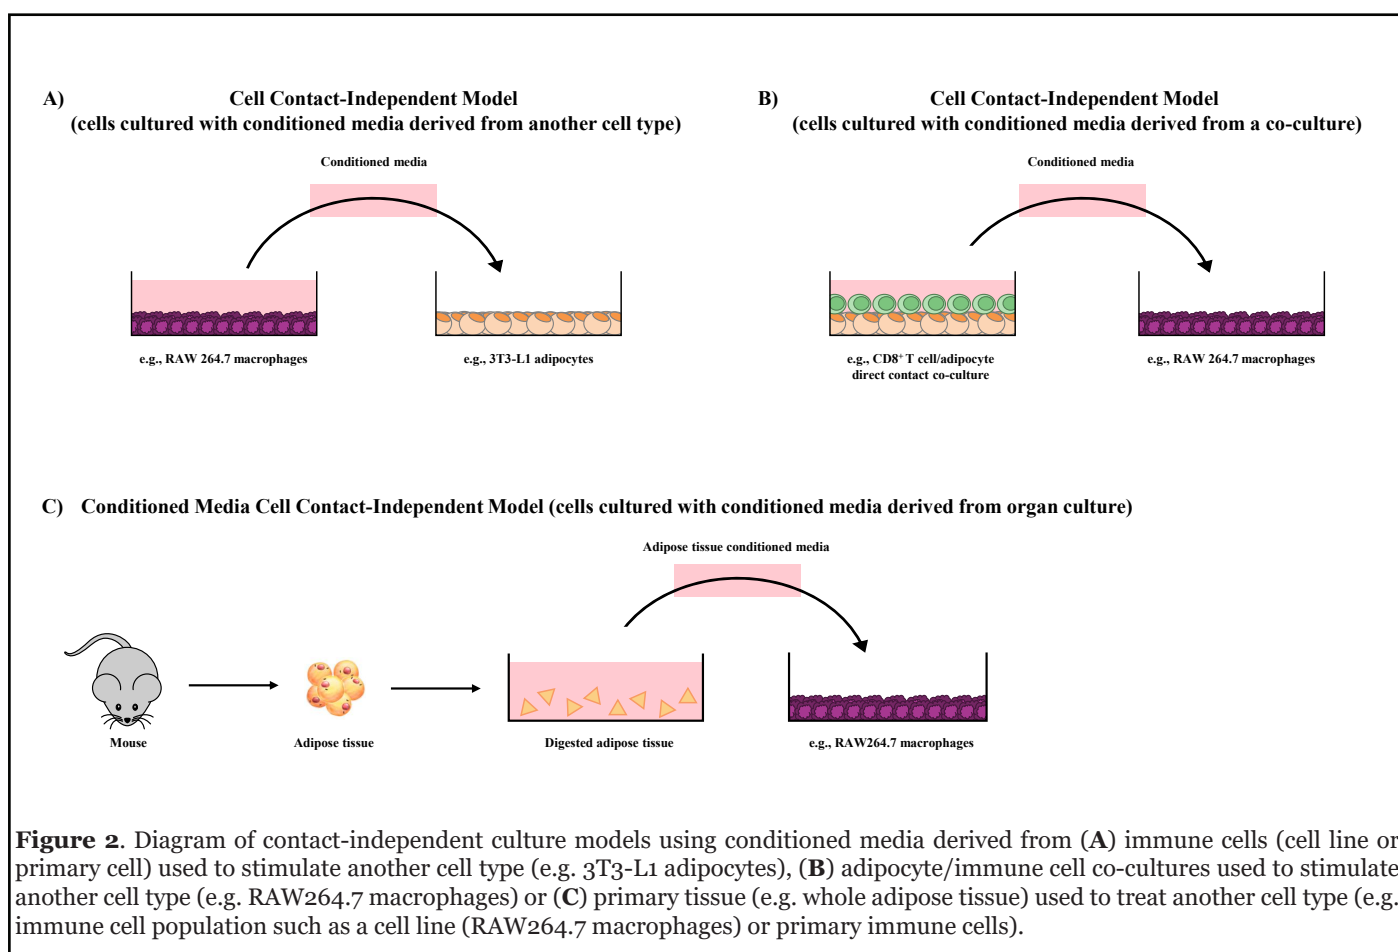 A)
Cell Contact-Independent Model
(cells cultured with conditioned media derived from another cell type)
Conditioned media
e.g., RAW 264.7 macrophages
e.g., 3T3-L1 adipocytes
B)
Cell Contact-Independent Model
(cells cultured with conditioned media derived from a co-culture)
Conditioned media
e.g., CD8⁺ T cell/adipocyte
direct contact co-culture
e.g., RAW 264.7 macrophages
C) Conditioned Media Cell Contact-Independent Model (cells cultured with conditioned media derived from organ culture)
Adipose tissue conditioned media
Mouse
Adipose tissue
Digested adipose tissue
e.g., RAW264.7 macrophages
Figure 2. Diagram of contact-independent culture models using conditioned media derived from (A) immune cells (cell line or
primary cell) used to stimulate another cell type (e.g. 3T3-L1 adipocytes), (B) adipocyte/immune cell co-cultures used to stimulate
another cell type (e.g. RAW264.7 macrophages) or (C) primary tissue (e.g. whole adipose tissue) used to treat another cell type (e.g.
immune cell population such as a cell line (RAW264.7 macrophages) or primary immune cells).